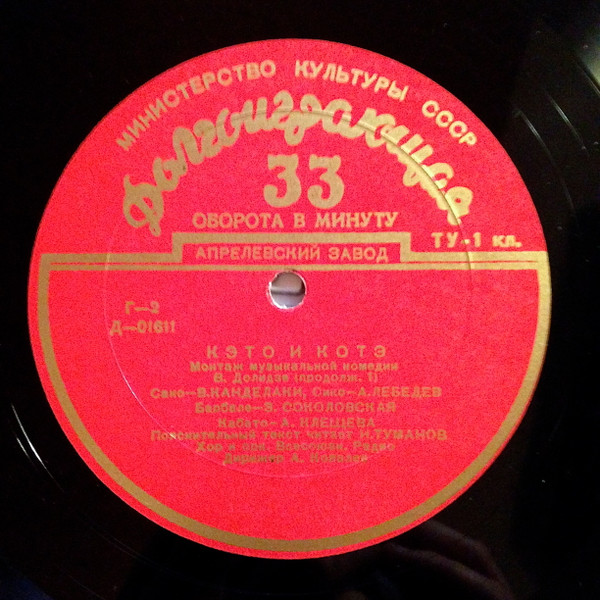 МИНИСТЕРСТВО КУЛЬТУРЫ СССР
Долгоиграющая
33
ОБОРОТА В МИНУТУ
ТУ-1 кл.
АПРЕЛЕВСКИЙ ЗАВОД
Г-2
Д-01611
КЭТО И КОТЭ
Монтаж музыкальной комедии
В. Долидзе (продолж. 1)
Сако-В.КАНДЕЛАКИ, Сико-А.ЛЕБЕДЕВ
Барбале-З. СОКОЛОВСКАЯ
Кабато-А. КЛЕЩЕВА
Пояснительный текст читает И.ТУМАНОВ
Хор и орк. Всесоюзн. Радио
Дирижер А. Ковалев